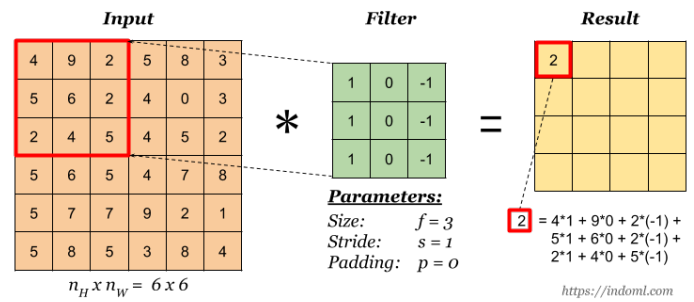 Input
Filter
Result
4 9 2 5 8 3
5 6 2 4 0 3
2 4 5 4 5 2
5 6 5 4 7 8
5 7 7 9 2 1
5 8 5 3 8 4
n_H x n_W = 6 x 6
*
1 0 -1
1 0 -1
1 0 -1
Parameters:
Size: f = 3
Stride: s = 1
Padding: p = 0
=
2
2 = 4*1 + 9*0 + 2*(-1) +
5*1 + 6*0 + 2*(-1) +
2*1 + 4*0 + 5*(-1)
https://indoml.com